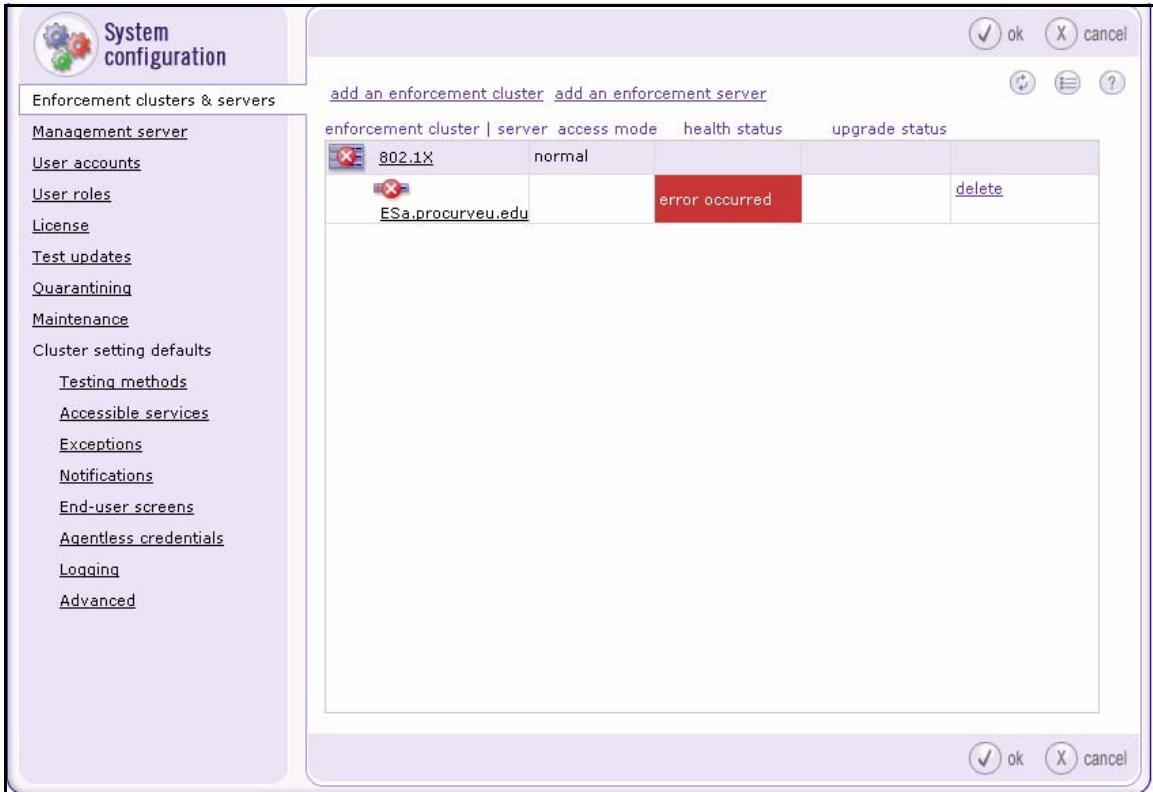 System
configuration
ok cancel
Enforcement clusters & servers
Management server
User accounts
User roles
License
Test updates
Quarantining
Maintenance
Cluster setting defaults
Testing methods
Accessible services
Exceptions
Notifications
End-user screens
Agentless credentials
Logging
Advanced
add an enforcement cluster add an enforcement server
enforcement cluster | server access mode health status upgrade status
802.1X normal
ESa.procurveu.edu error occurred delete
ok cancel